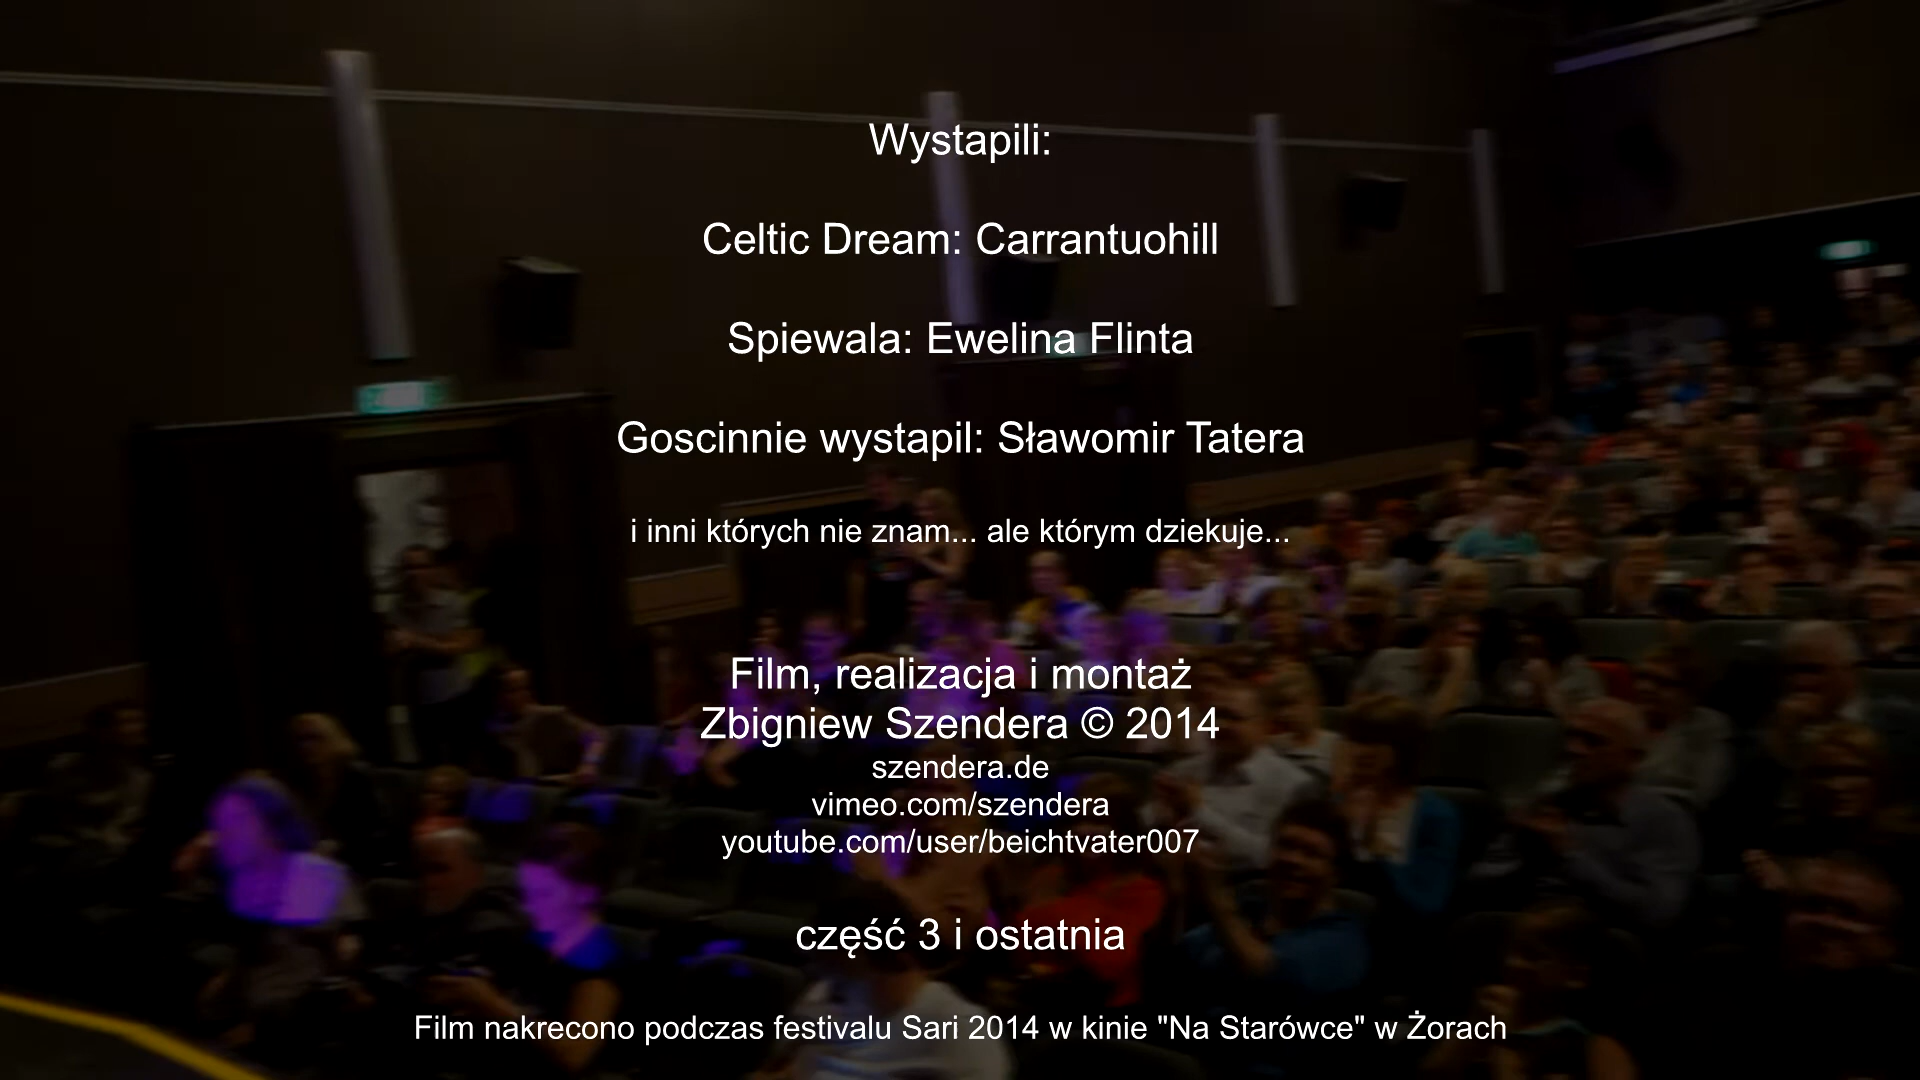 Wystapili:
Celtic Dream: Carrantuohill
Spiewala: Ewelina Flinta
Goscinnie wystapil: Sławomir Tatera
i inni których nie znam... ale którym dziekuje...
Film, realizacja i montaż
Zbigniew Szendera © 2014
szendera.de
vimeo.com/szendera
youtube.com/user/beichtvater007
część 3 i ostatnia
Film nakrecono podczas festivalu Sari 2014 w kinie "Na Starówce" w Żorach